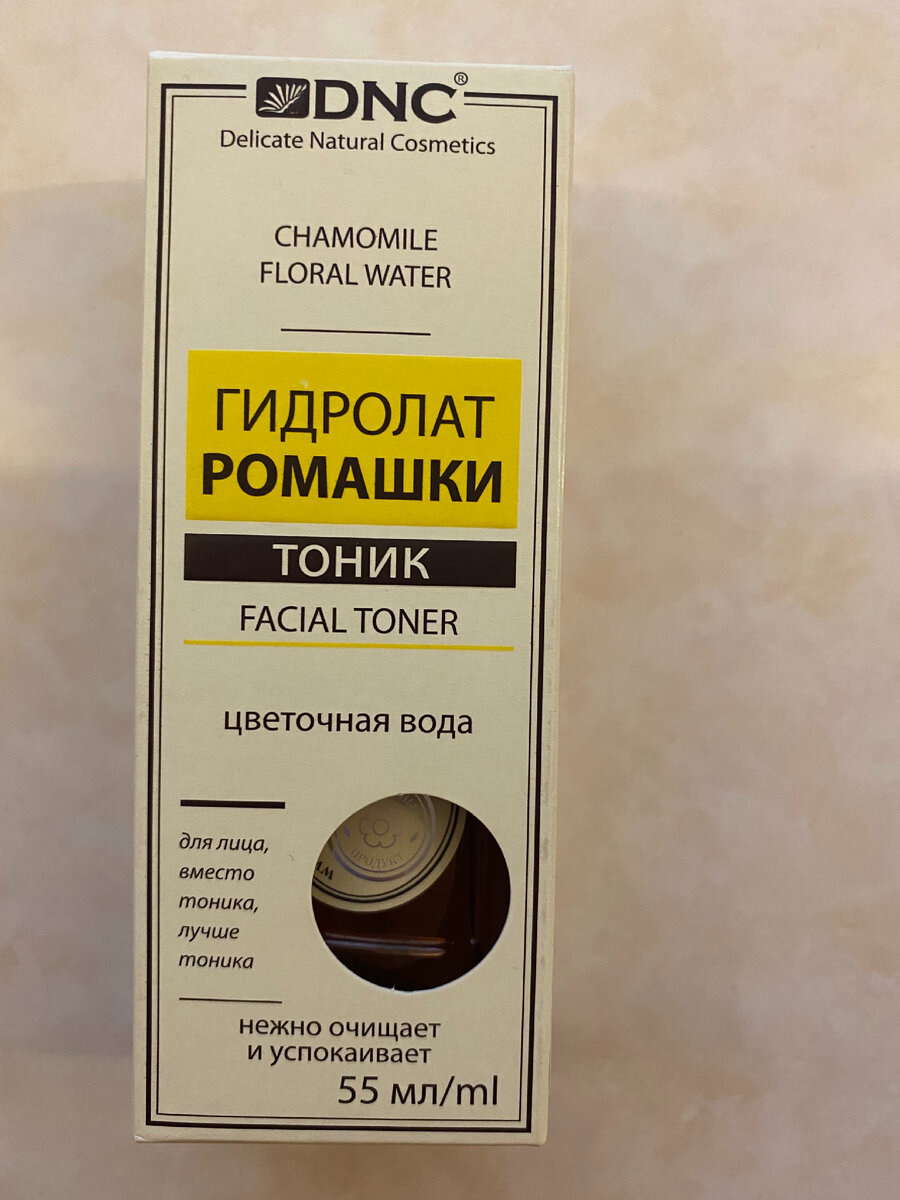 DNC®
Delicate Natural Cosmetics
CHAMOMILE
FLORAL WATER
ГИДРОЛАТ
РОМАШКИ
ТОНИК
FACIAL TONER
цветочная вода
ПРОДУКТ
для лица,
вместо
тоника,
лучше
тоника
нежно очищает
и успокаивает
55 мл/ml